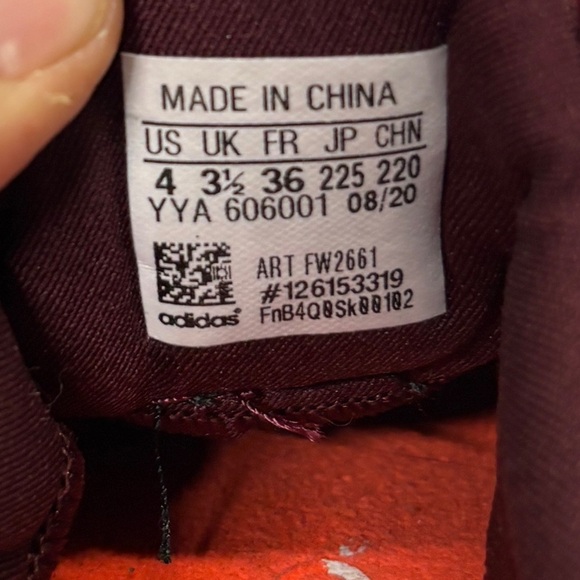 MADE IN CHINA
US UK FR JP CHN
4 3½ 36 225 220
YYA 606001 08/20
ART FW2661
#126153319
adidas FnB4Q0Sk00102